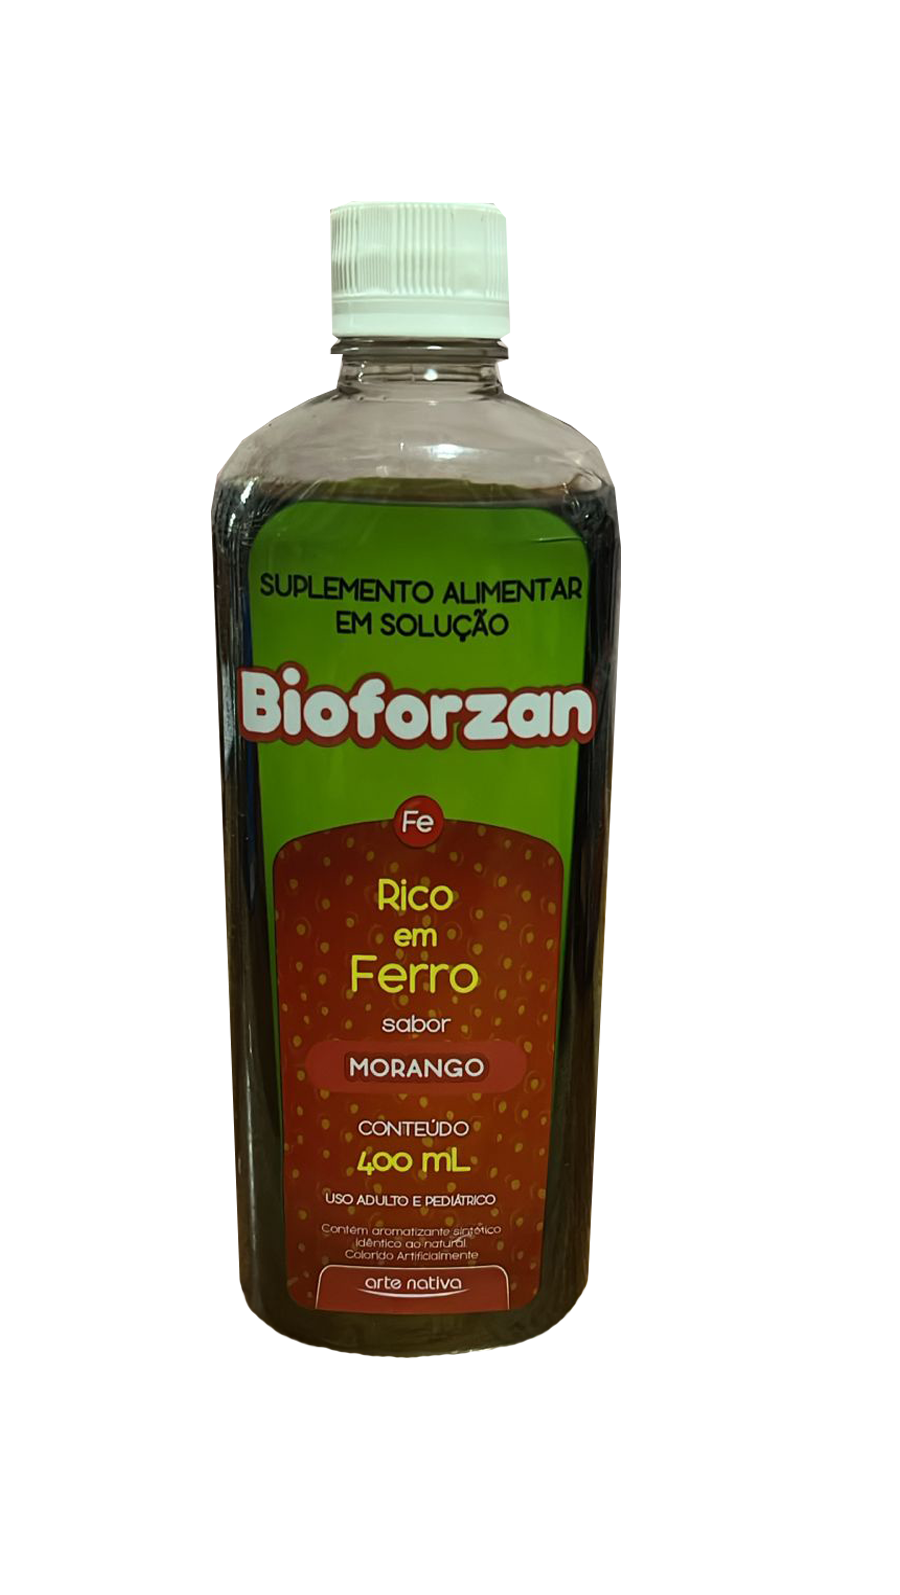 SUPLEMENTO ALIMENTAR
EM SOLUÇÃO
Bioforzan
Fe
Rico
em
Ferro
sabor
MORANGO
CONTEÚDO
400 mL
USO ADULTO E PEDIÁTRICO
Contém aromatizante sintético
idêntico ao natural
Colorido Artificialmente
arte nativa